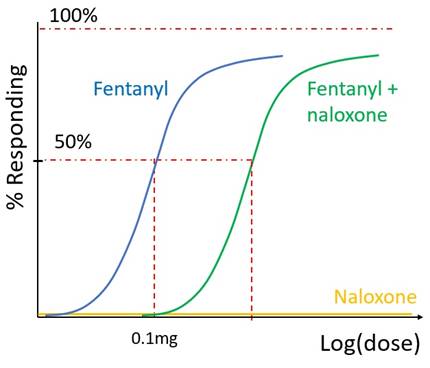 100%
Fentanyl
Fentanyl +
naloxone
50%
% Responding
Naloxone
0.1mg
Log(dose)